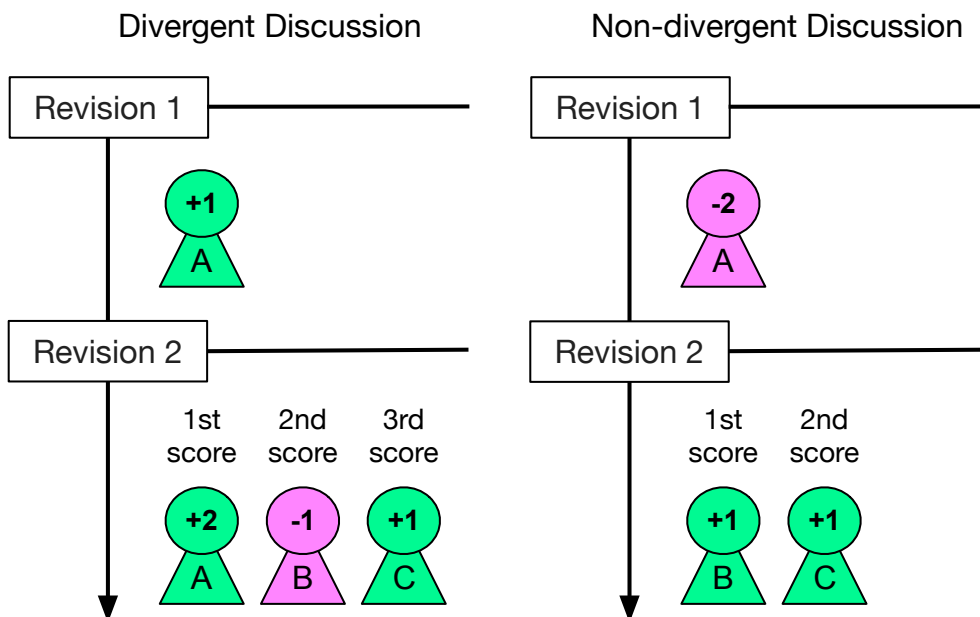 Divergent Discussion
Revision 1
+1
A
Revision 2
1st score
2nd score
3rd score
+2
-1
+1
A
B
C
Non-divergent Discussion
Revision 1
-2
A
Revision 2
1st score
2nd score
+1
+1
B
C